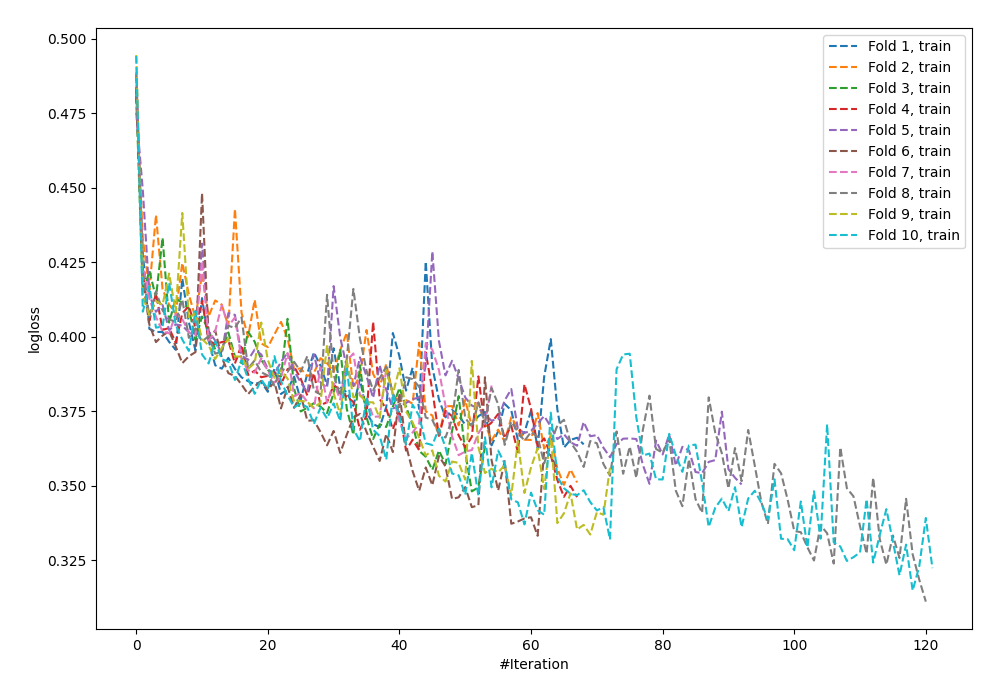 0.500
0.475
0.450
0.425
0.400
0.375
0.350
0.325
logloss
0
20
40
60
80
100
120
#Iteration
Fold 1, train
Fold 2, train
Fold 3, train
Fold 4, train
Fold 5, train
Fold 6, train
Fold 7, train
Fold 8, train
Fold 9, train
Fold 10, train